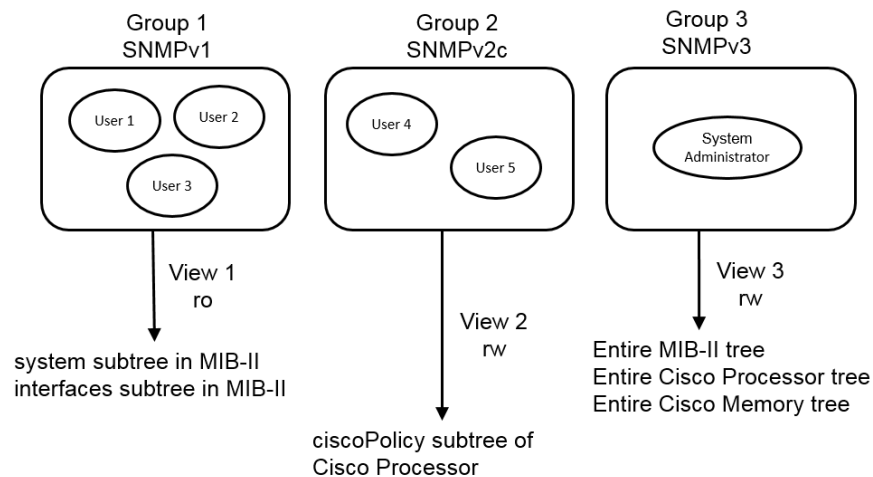 Group 1
SNMPv1
User 1
User 2
User 3
View 1
ro
system subtree in MIB-II
interfaces subtree in MIB-II
Group 2
SNMPv2c
User 4
User 5
View 2
rw
ciscoPolicy subtree of
Cisco Processor
Group 3
SNMPv3
System
Administrator
View 3
rw
Entire MIB-II tree
Entire Cisco Processor tree
Entire Cisco Memory tree